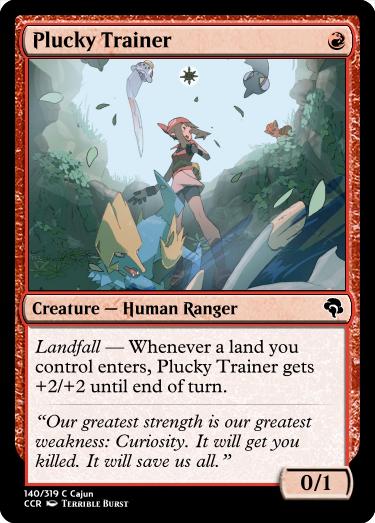 Plucky Trainer
Creature — Human Ranger
Landfall — Whenever a land you
control enters, Plucky Trainer gets
+2/+2 until end of turn.
“Our greatest strength is our greatest
weakness: Curiosity. It will get you
killed. It will save us all.”
0/1
140/319 C Cajun
CCR Terrible Burst